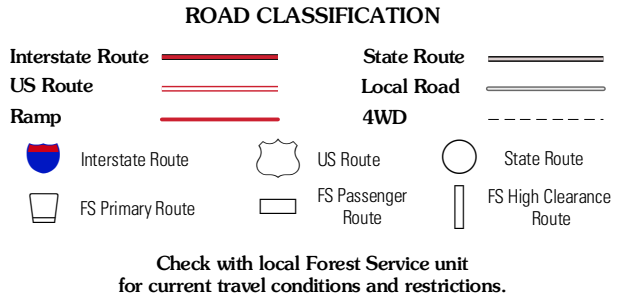 ROAD CLASSIFICATION
Interstate Route
State Route
US Route
Local Road
Ramp
4WD
Interstate Route
US Route
State Route
FS Primary Route
FS Passenger
Route
FS High Clearance
Route
Check with local Forest Service unit
for current travel conditions and restrictions.